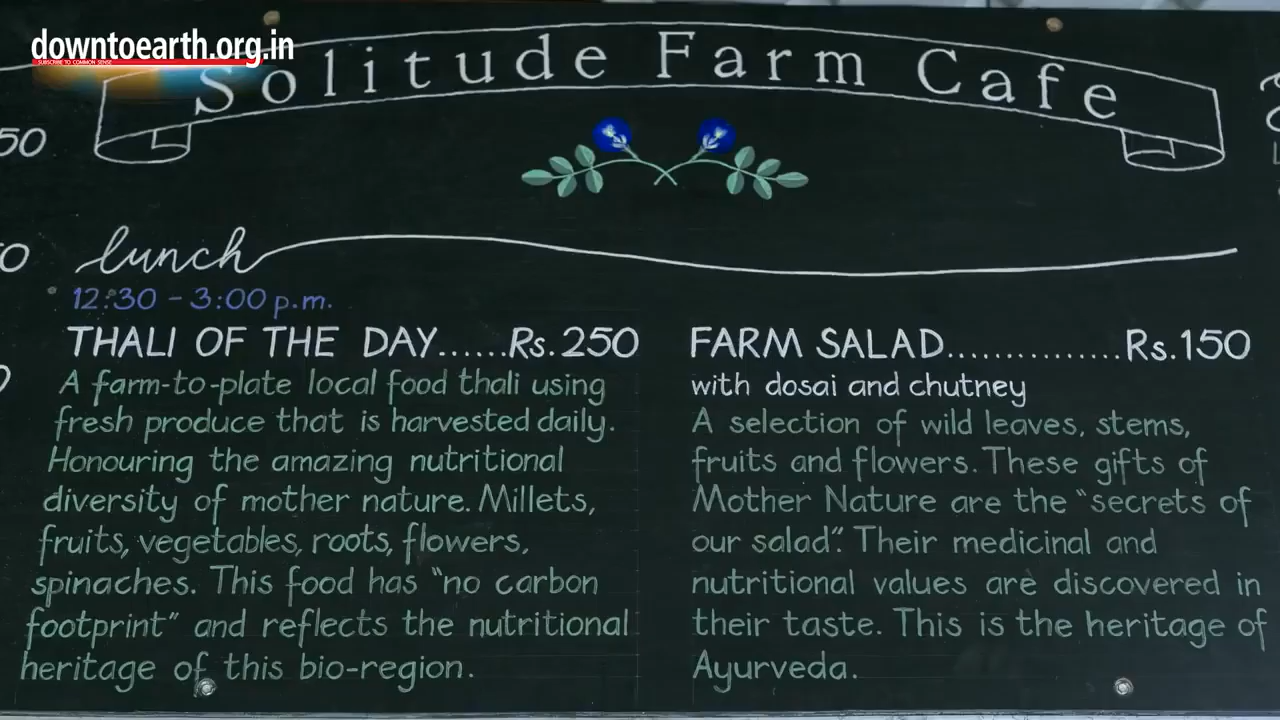 downtoearth.org.in
SUBSCRIBE TO COMMON SENSE
Solitude Farm Cafe
50
lunch
12:30 - 3:00 p.m.
THALI OF THE DAY......Rs.250
A farm-to-plate local food thali using
fresh produce that is harvested daily.
Honouring the amazing nutritional
diversity of mother nature. Millets,
fruits, vegetables, roots, flowers,
spinaches. This food has "no carbon
footprint" and reflects the nutritional
heritage of this bio-region.
FARM SALAD...............Rs.150
with dosai and chutney
A selection of wild leaves, stems,
fruits and flowers. These gifts of
Mother Nature are the "secrets of
our salad". Their medicinal and
nutritional values are discovered in
their taste. This is the heritage of
Ayurveda.